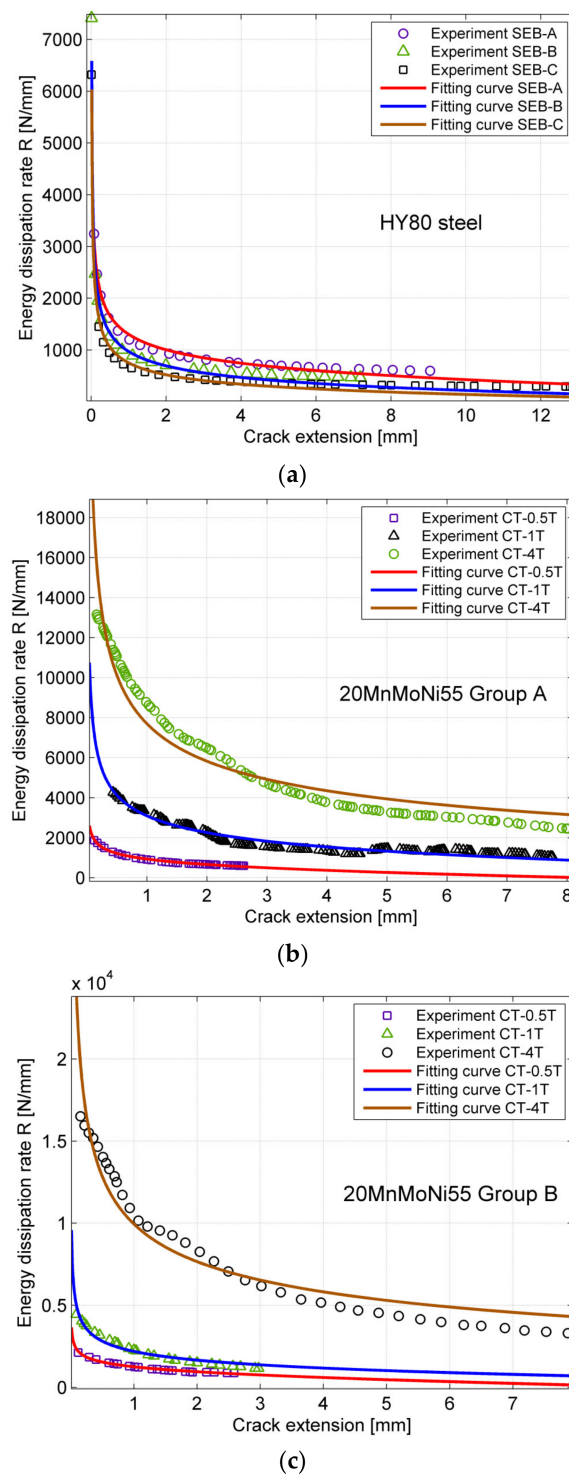 7000
6000
5000
4000
3000
2000
1000
Energy dissipation rate R [N/mm]
Experiment SEB-A
Experiment SEB-B
Experiment SEB-C
Fitting curve SEB-A
Fitting curve SEB-B
Fitting curve SEB-C
HY80 steel
0 2 4 6 8 10 12
Crack extension [mm]
(a)
18000
16000
14000
12000
10000
8000
6000
4000
2000
0
Energy dissipation rate R [N/mm]
Experiment CT-0.5T
Experiment CT-1T
Experiment CT-4T
Fitting curve CT-0.5T
Fitting curve CT-1T
Fitting curve CT-4T
20MnMoNi55 Group A
1 2 3 4 5 6 7 8
Crack extension [mm]
(b)
x 10^4
2
1.5
1
0.5
0
Energy dissipation rate R [N/mm]
Experiment CT-0.5T
Experiment CT-1T
Experiment CT-4T
Fitting curve CT-0.5T
Fitting curve CT-1T
Fitting curve CT-4T
20MnMoNi55 Group B
1 2 3 4 5 6 7
Crack extension [mm]
(c)